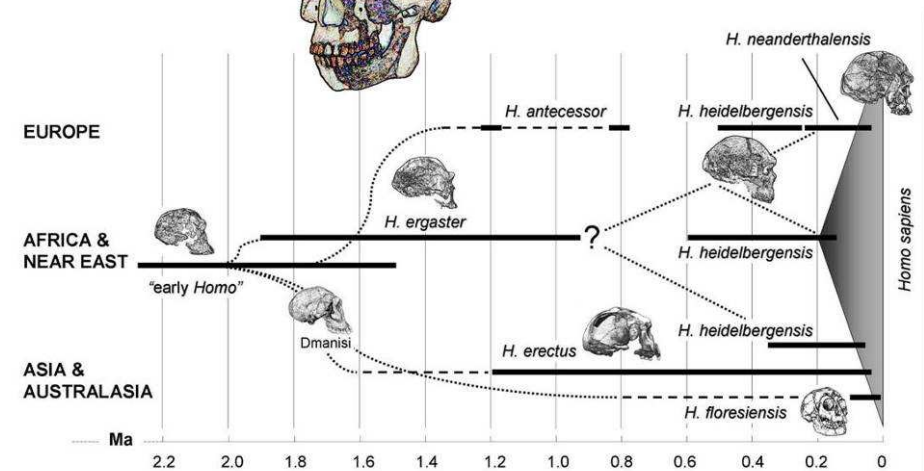 H. neanderthalensis
EUROPE
H. antecessor
H. heidelbergensis
H. ergaster
?
AFRICA &
NEAR EAST
H. heidelbergensis
"early Homo"
Homo sapiens
Dmanisi
H. heidelbergensis
H. erectus
ASIA &
AUSTRALASIA
H. floresiensis
Ma
2.2 2.0 1.8 1.6 1.4 1.2 1.0 0.8 0.6 0.4 0.2 0